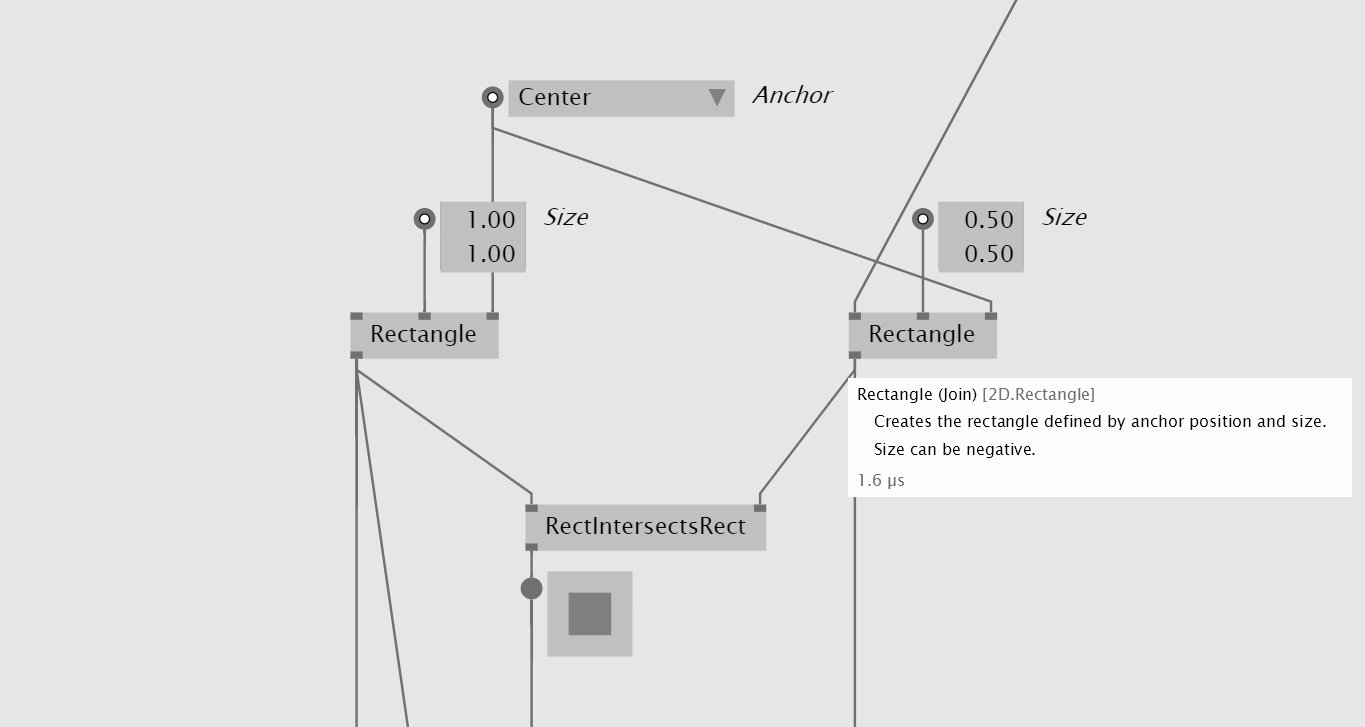 Center
Anchor
1.00
1.00
Size
0.50
0.50
Size
Rectangle
Rectangle
Rectangle (Join) [2D.Rectangle]
Creates the rectangle defined by anchor position and size.
Size can be negative.
1.6 µs
RectIntersectsRect